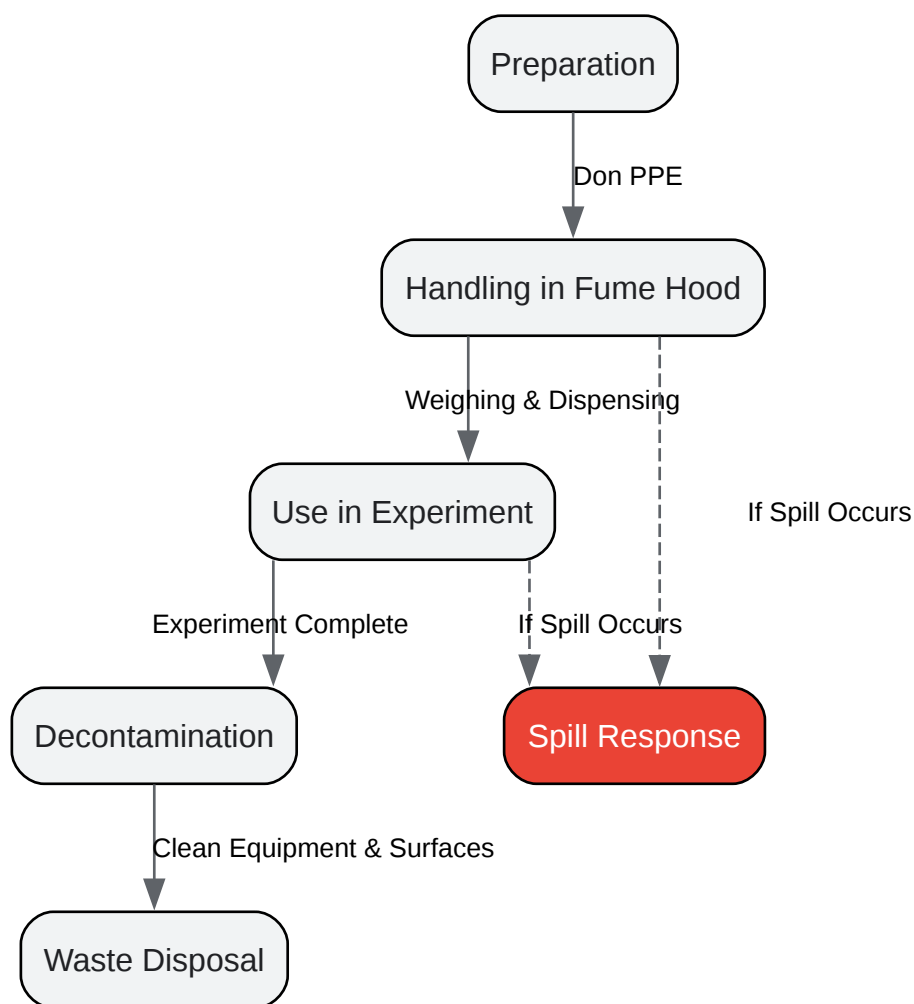 Preparation
Don PPE
Handling in Fume Hood
Weighing & Dispensing
Use in Experiment
If Spill Occurs
Experiment Complete
If Spill Occurs
Decontamination
Spill Response
Clean Equipment & Surfaces
Waste Disposal